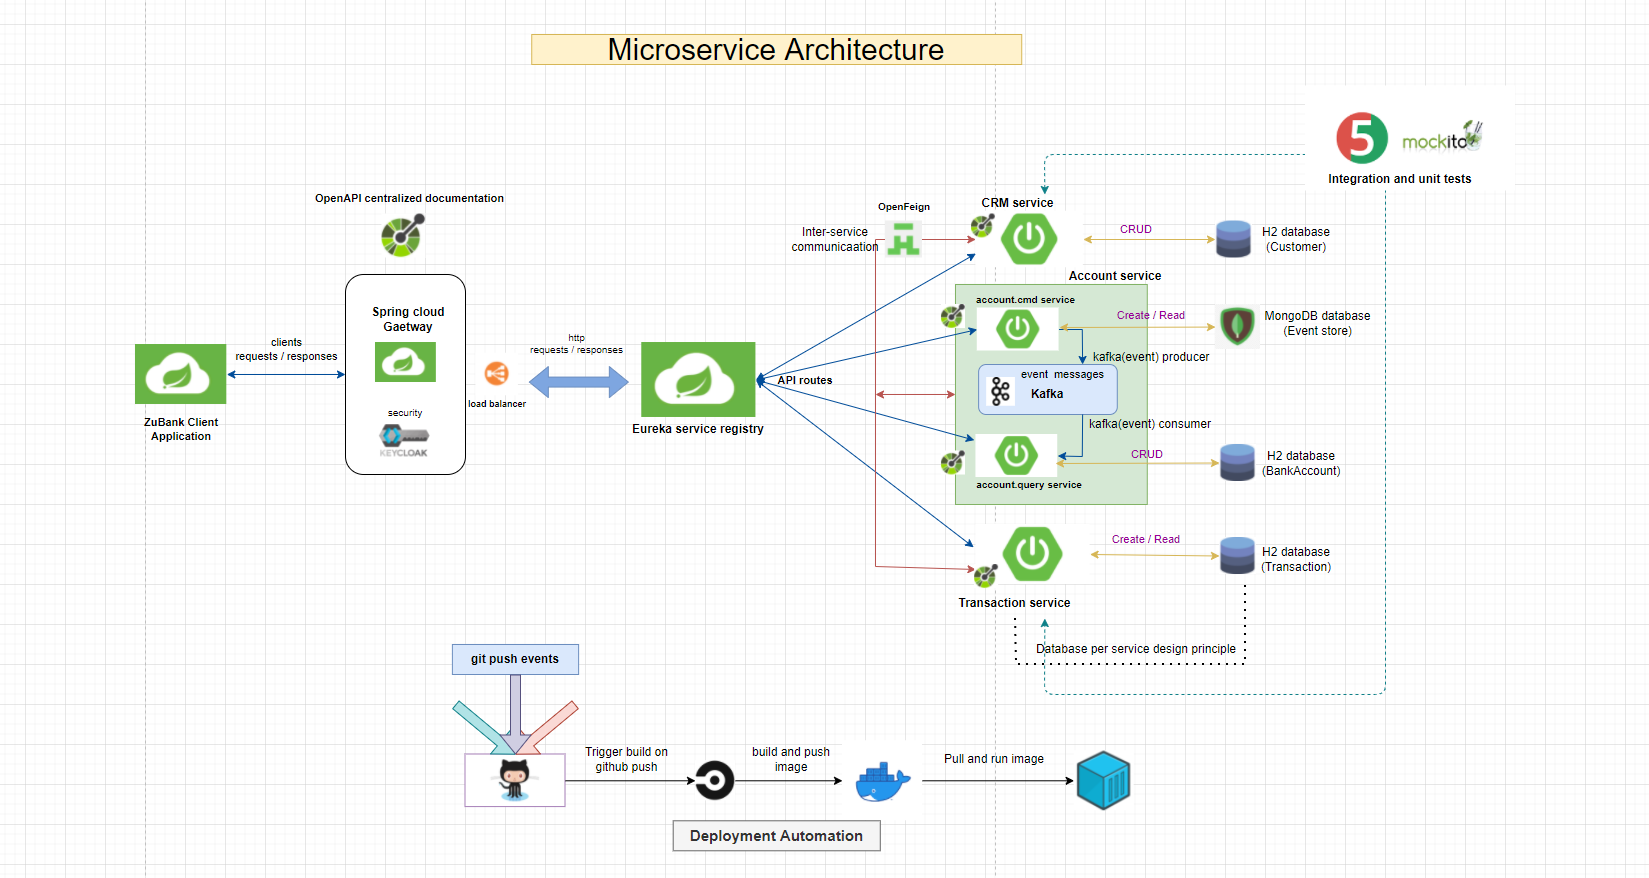 Microservice Architecture
5
mockito
Integration and unit tests
OpenAPI centralized documentation
Spring cloud
Gaetway
security
KEYCLOAK
clients
requests / responses
ZuBank Client
Application
load balancer
http
requests / responses
Eureka service registry
API routes
OpenFeign
Inter-service
communicaation
CRM service
CRUD
H2 database
(Customer)
Account service
account.cmd service
Create / Read
MongoDB database
(Event store)
kafka(event) producer
event messages
Kafka
kafka(event) consumer
CRUD
H2 database
(BankAccount)
account.query service
Create / Read
H2 database
(Transaction)
Transaction service
Database per service design principle
git push events
Trigger build on
github push
build and push
image
Pull and run image
Deployment Automation